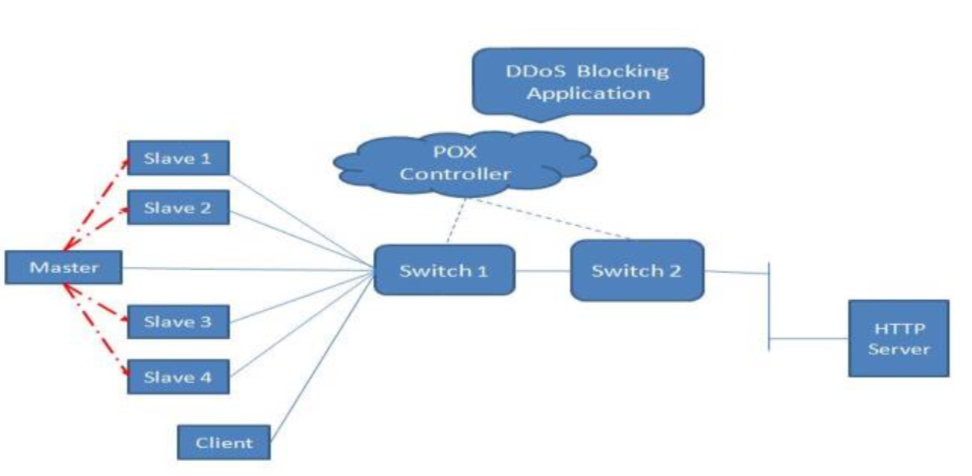 DDoS Blocking
Application
POX
Controller
Slave 1
Slave 2
Master
Switch 1
Switch 2
Slave 3
Slave 4
HTTP
Server
Client